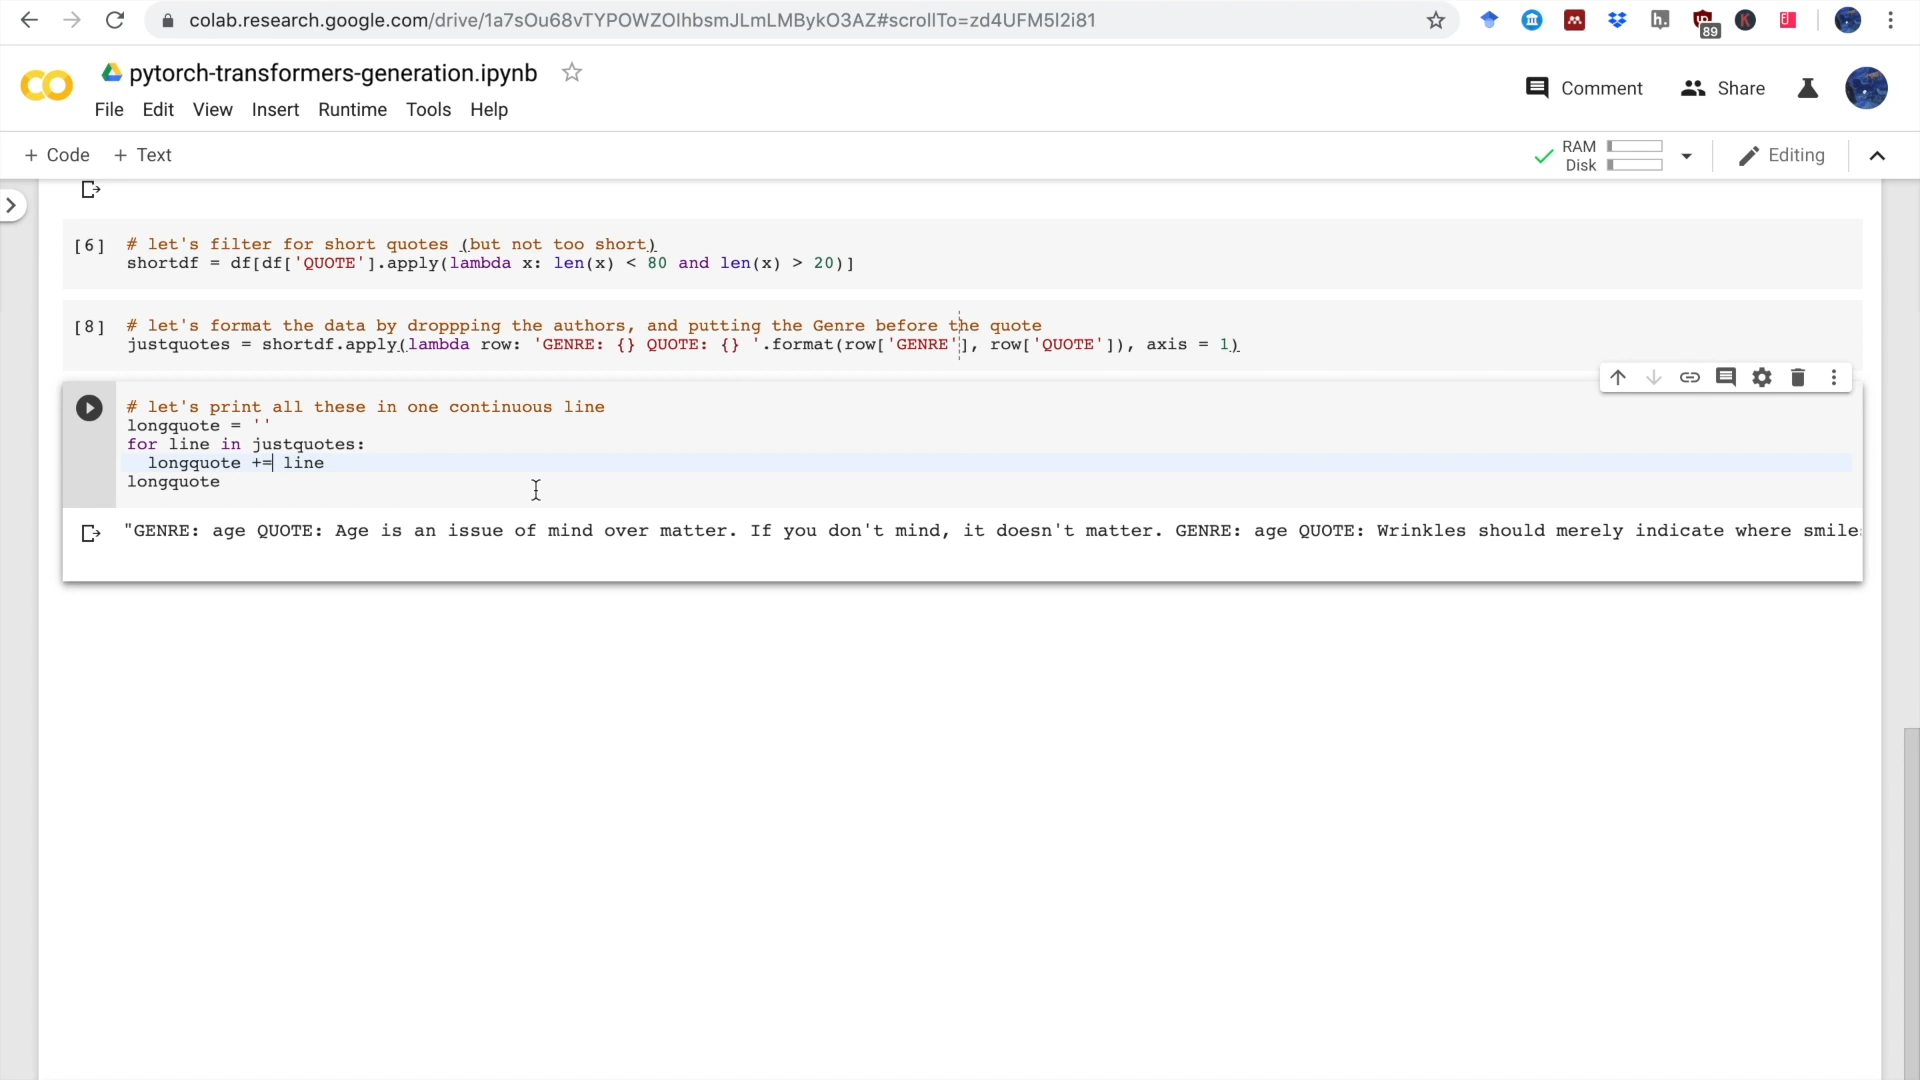 colab.research.google.com/drive/1a7sOu68vTYPOWZOlhbsmJLmLMBykO3AZ#scrollTo=zd4UFM5l2i81
h.
89
K
pytorch-transformers-generation.ipynb
File Edit View Insert Runtime Tools Help
Comment Share
+ Code + Text
RAM
Disk
Editing
[6] # let's filter for short quotes (but not too short)
shortdf = df[df['QUOTE'].apply(lambda x: len(x) < 80 and len(x) > 20)]
[8] # let's format the data by droppping the authors, and putting the Genre before the quote
justquotes = shortdf.apply(lambda row: 'GENRE: {} QUOTE: {} '.format(row['GENRE'], row['QUOTE']), axis = 1)
# let's print all these in one continuous line
longquote = ''
for line in justquotes:
longquote += line
longquote
"GENRE: age QUOTE: Age is an issue of mind over matter. If you don't mind, it doesn't matter. GENRE: age QUOTE: Wrinkles should merely indicate where smile